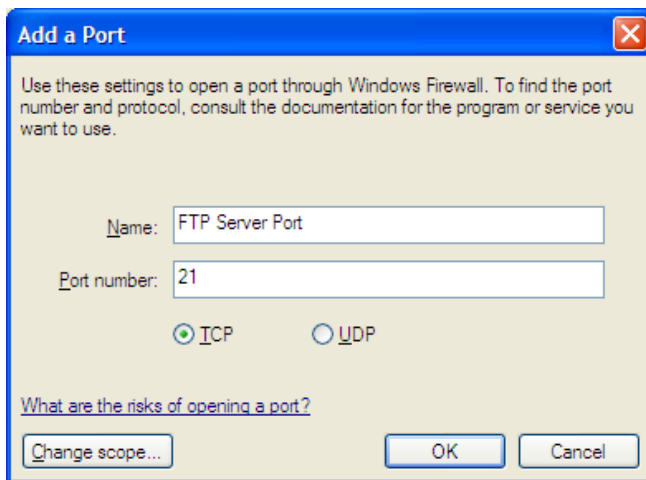 Add a Port
Use these settings to open a port through Windows Firewall. To find the port
number and protocol, consult the documentation for the program or service you
want to use.
Name: FTP Server Port
Port number: 21
TCP UDP
What are the risks of opening a port?
Change scope... OK Cancel